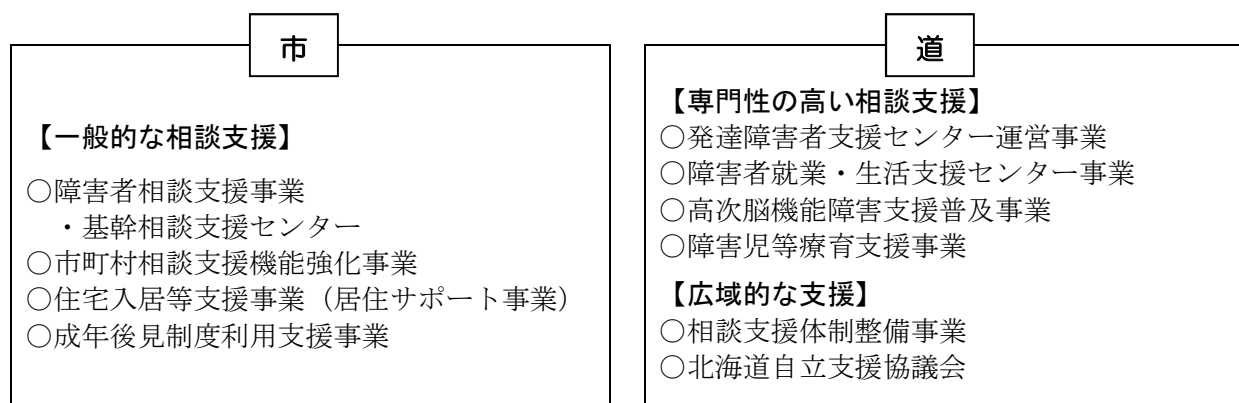 市
【一般的な相談支援】
○障害者相談支援事業
・基幹相談支援センター
○市町村相談支援機能強化事業
○住宅入居等支援事業（居住サポート事業）
○成年後見制度利用支援事業
道
【専門性の高い相談支援】
○発達障害者支援センター運営事業
○障害者就業・生活支援センター事業
○高次脳機能障害支援普及事業
○障害児等療育支援事業
【広域的な支援】
○相談支援体制整備事業
○北海道自立支援協議会